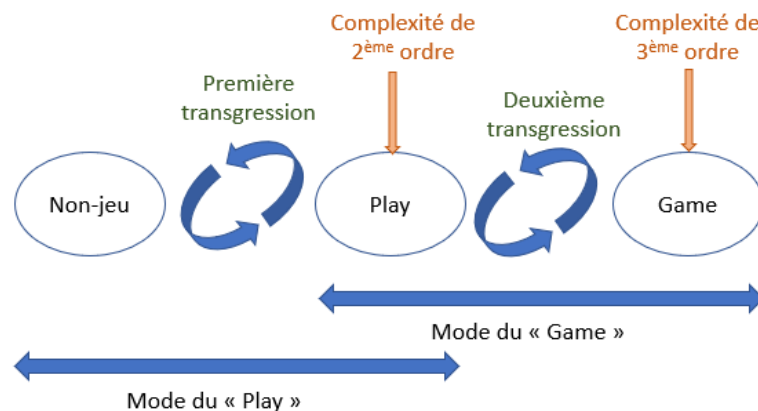 Complexité de
2ème ordre
Complexité de
3ème ordre
Première
transgression
Deuxième
transgression
Non-jeu
Play
Game
Mode du « Game »
Mode du « Play »